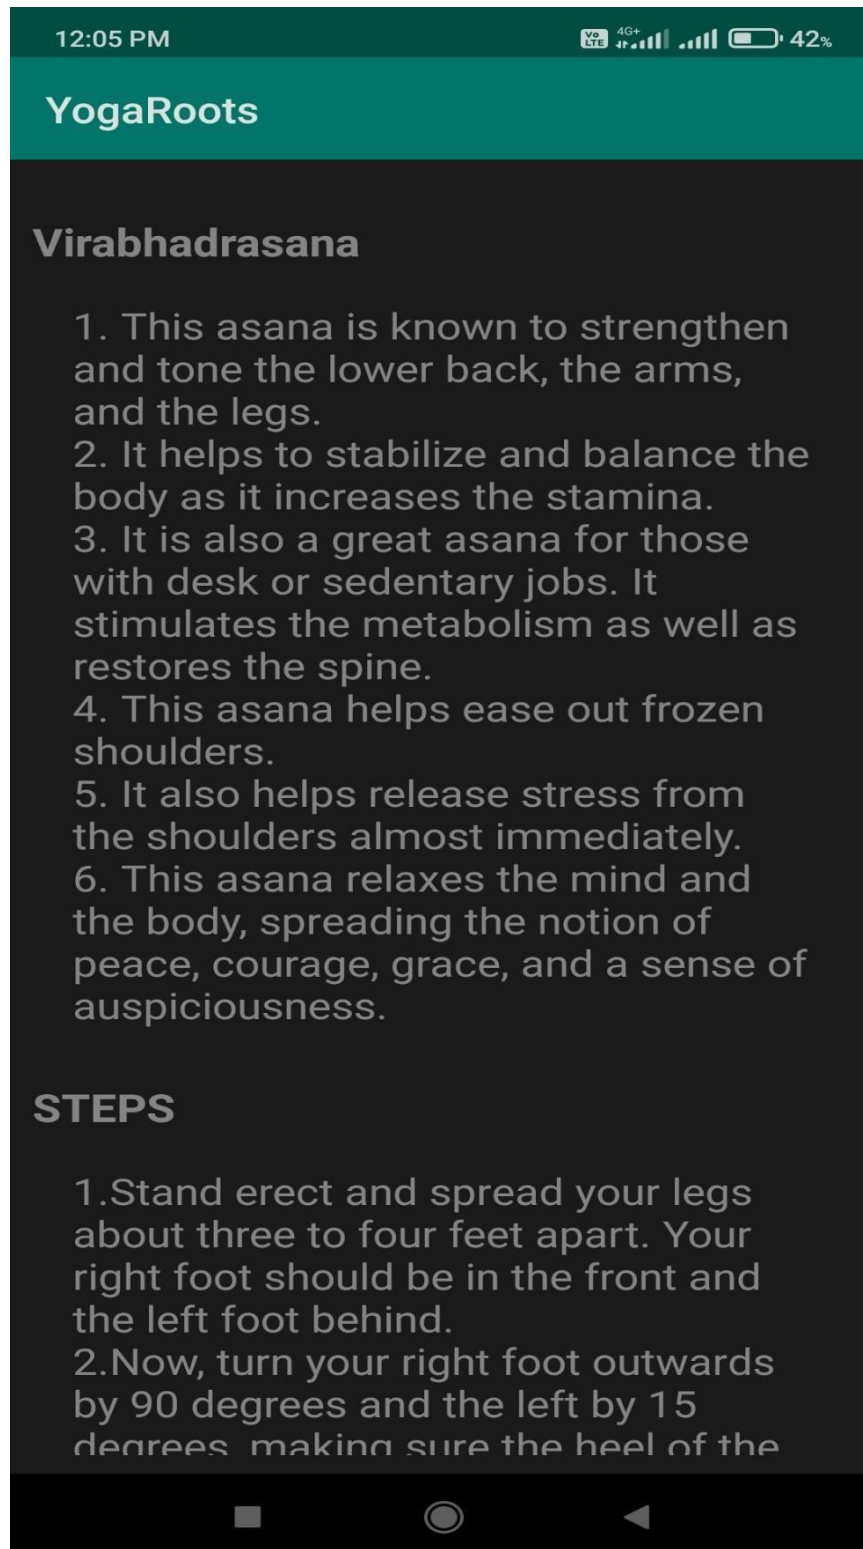 12:05 PM
Vo LTE 4G+ 42%
YogaRoots
Virabhadrasana
1. This asana is known to strengthen
and tone the lower back, the arms,
and the legs.
2. It helps to stabilize and balance the
body as it increases the stamina.
3. It is also a great asana for those
with desk or sedentary jobs. It
stimulates the metabolism as well as
restores the spine.
4. This asana helps ease out frozen
shoulders.
5. It also helps release stress from
the shoulders almost immediately.
6. This asana relaxes the mind and
the body, spreading the notion of
peace, courage, grace, and a sense of
auspiciousness.
STEPS
1.Stand erect and spread your legs
about three to four feet apart. Your
right foot should be in the front and
the left foot behind.
2.Now, turn your right foot outwards
by 90 degrees and the left by 15
degrees, making sure the heel of the